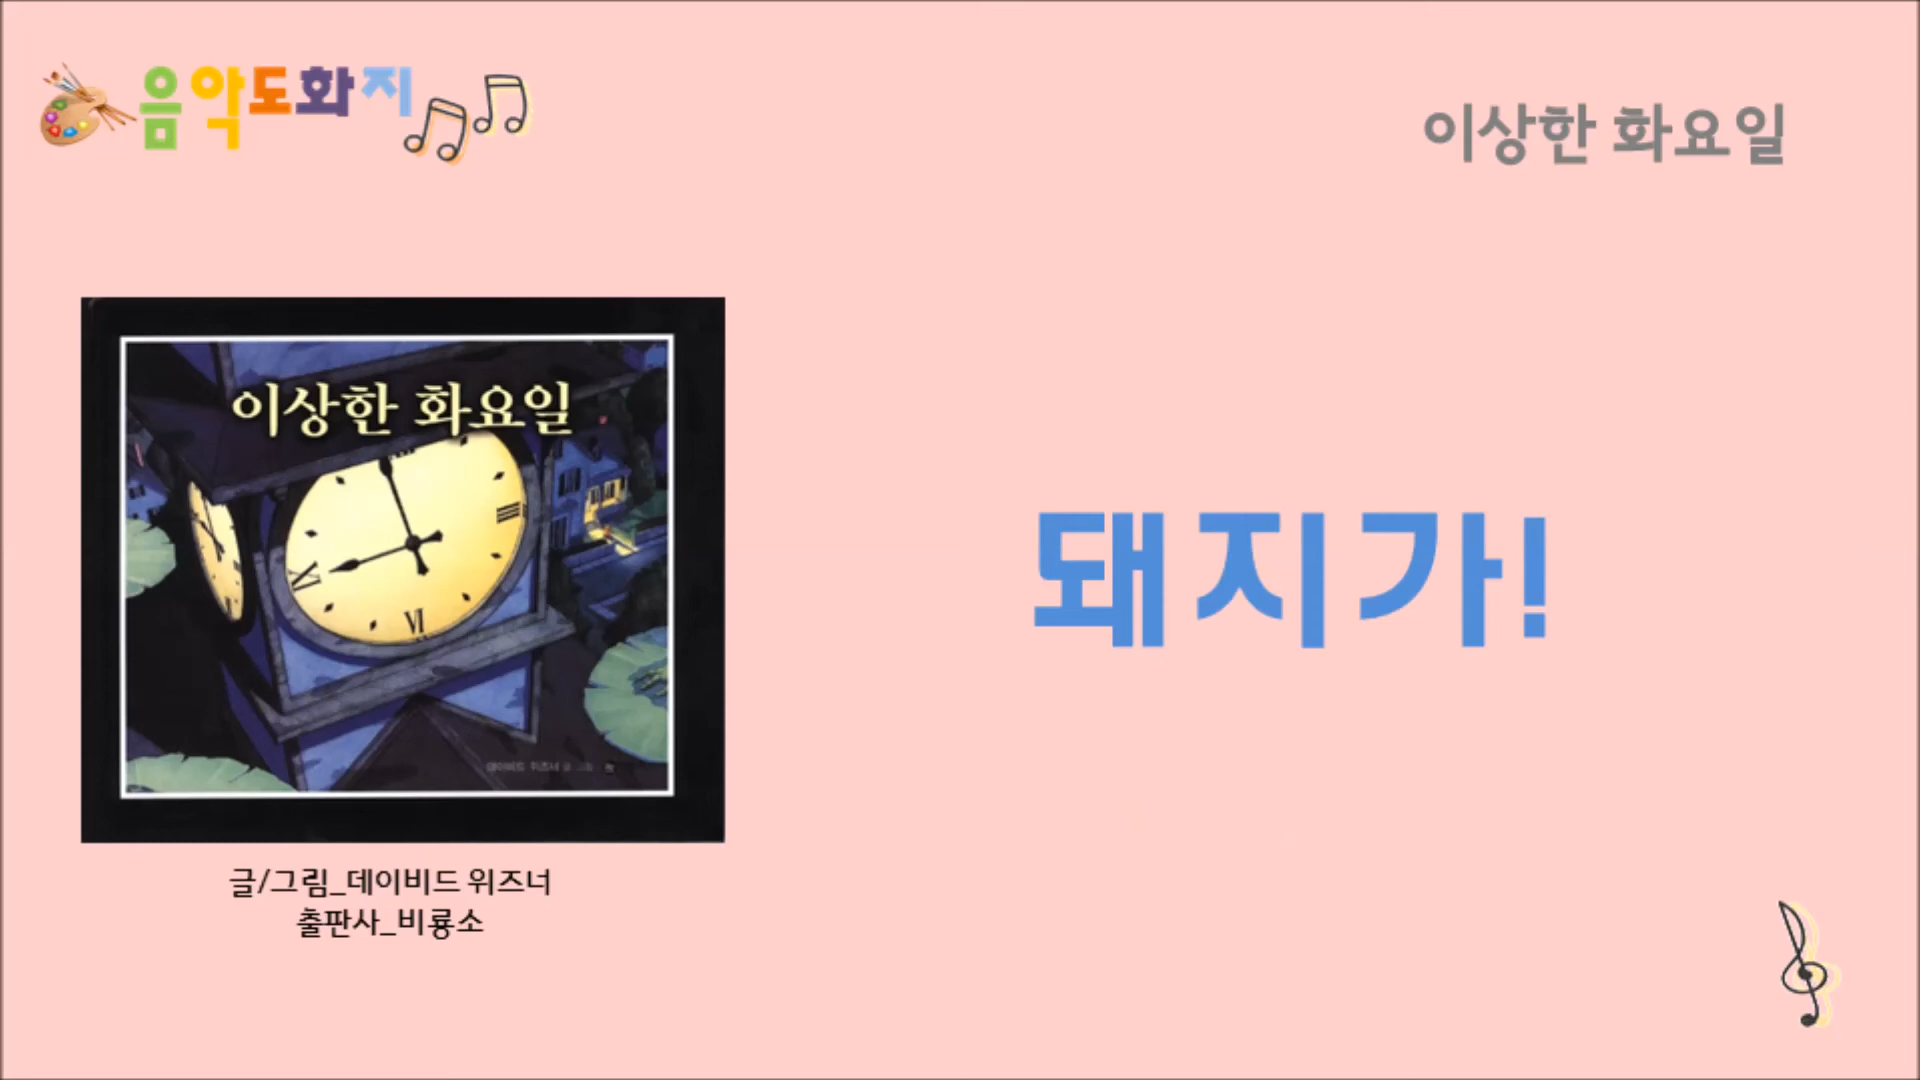 음악도화지
이상한 화요일
이상한 화요일
VI
돼지가!
글/그림_데이비드 위즈너
출판사_비룡소